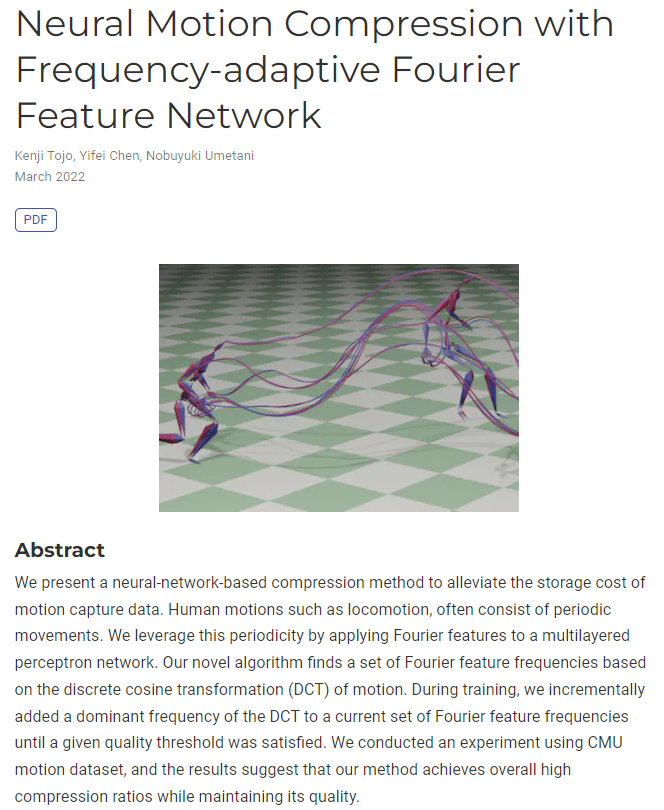 Neural Motion Compression with
Frequency-adaptive Fourier
Feature Network
Kenji Tojo, Yifei Chen, Nobuyuki Umetani
March 2022
PDF
Abstract
We present a neural-network-based compression method to alleviate the storage cost of
motion capture data. Human motions such as locomotion, often consist of periodic
movements. We leverage this periodicity by applying Fourier features to a multilayered
perceptron network. Our novel algorithm finds a set of Fourier feature frequencies based
on the discrete cosine transformation (DCT) of motion. During training, we incrementally
added a dominant frequency of the DCT to a current set of Fourier feature frequencies
until a given quality threshold was satisfied. We conducted an experiment using CMU
motion dataset, and the results suggest that our method achieves overall high
compression ratios while maintaining its quality.